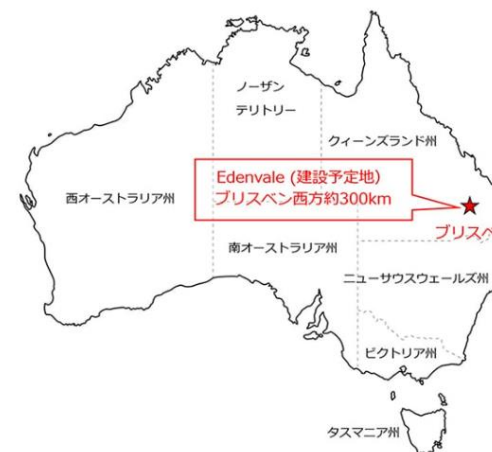 ノーザン
テリトリー
クィーンズランド州
Edenvale (建設予定地)
ブリスベン西方約300km
西オーストラリア州
ブリスベ
南オーストラリア州
ニューサウスウェールズ州
ビクトリア州
タスマニア州